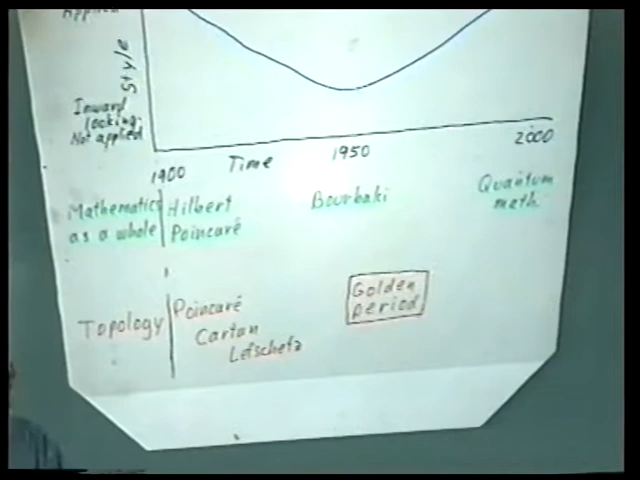 Applied
Style
Inward
looking.
Not applied
1900
Time
1950
2000
Mathematics
as a whole
Hilbert
Poincaré
Bourbaki
Quantum
math.
Topology
Poincaré
Cartan
Lefschetz
Golden
period